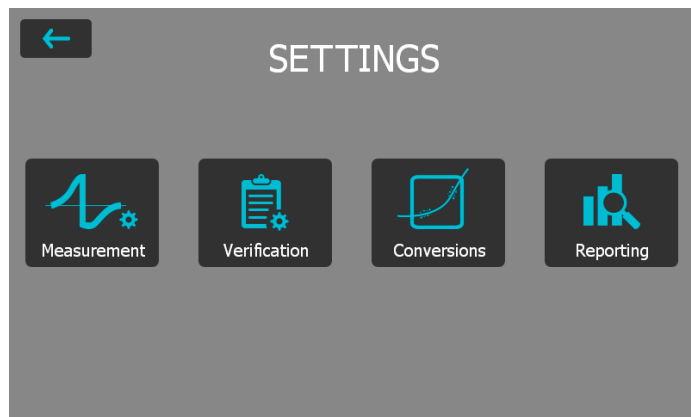 SETTINGS
Measurement
Verification
Conversions
Reporting